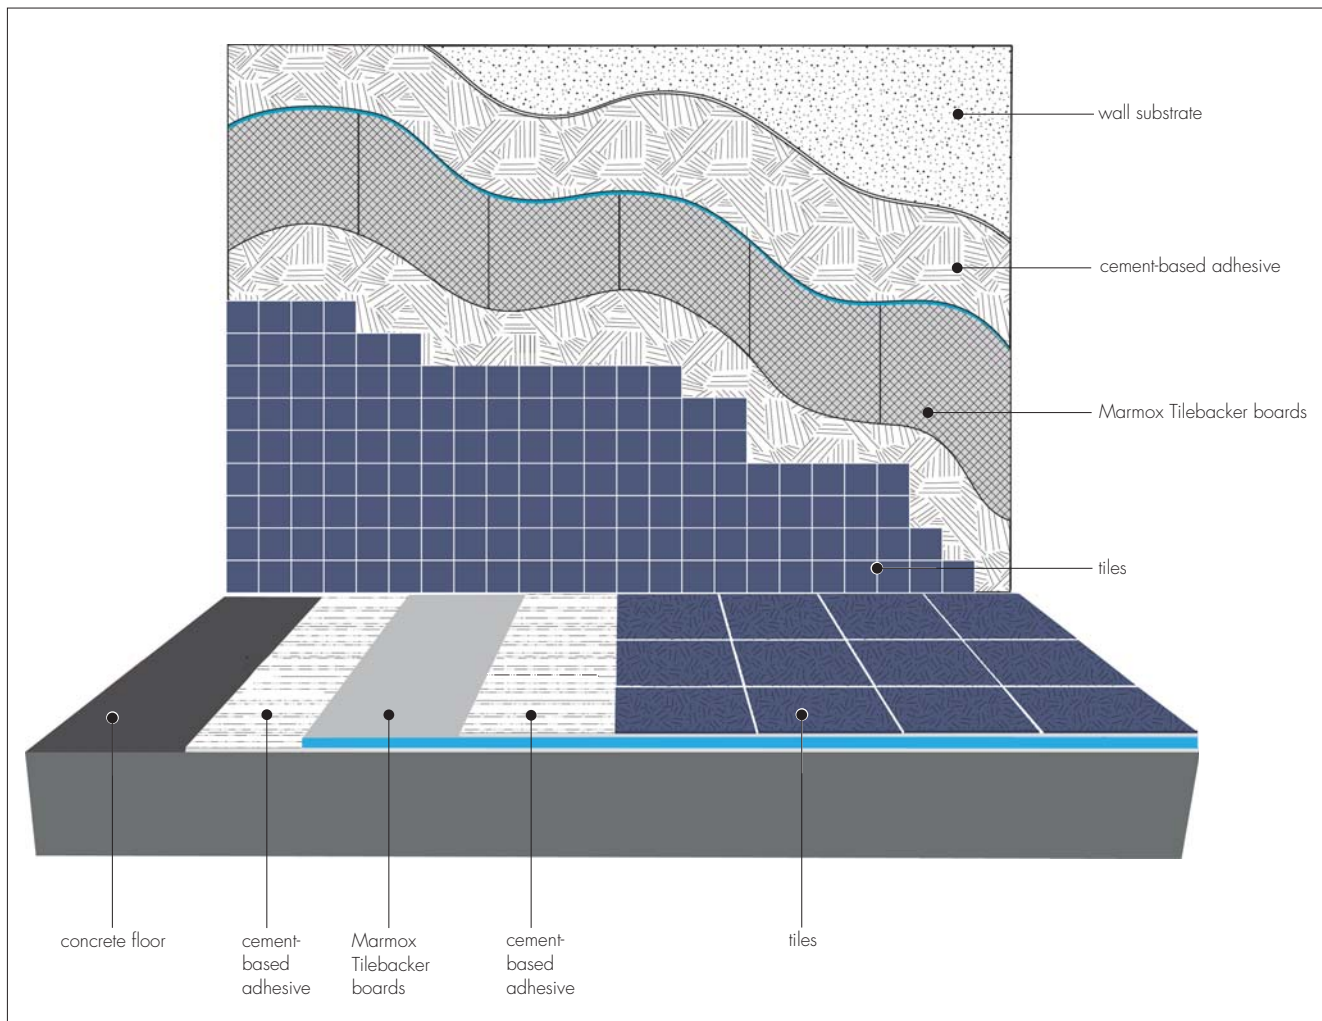 wall substrate
cement-based adhesive
Marmox Tilebacker boards
tiles
concrete floor
cement-
based
adhesive
Marmox
Tilebacker
boards
cement-
based
adhesive
tiles